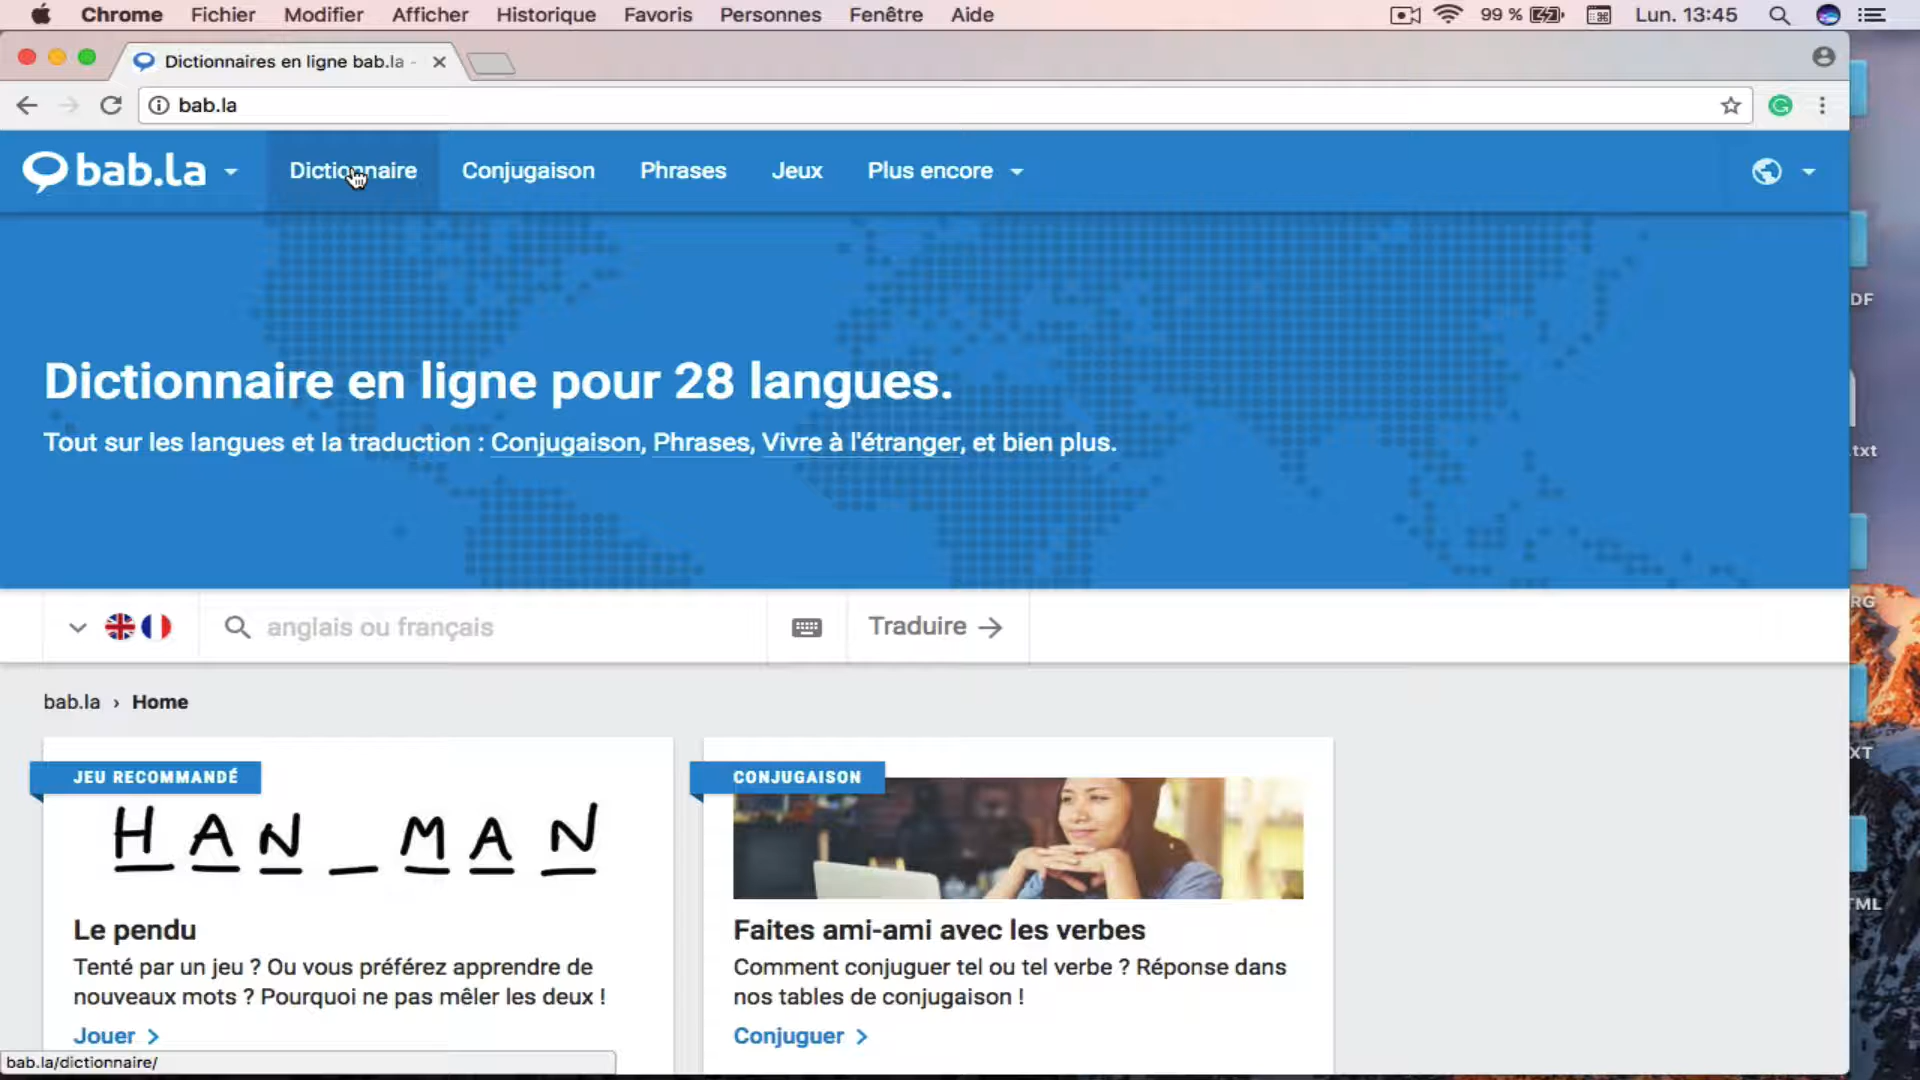 Chrome Fichier Modifier Afficher Historique Favoris Personnes Fenêtre Aide 99 % Lun. 13:45
Dictionnaires en ligne bab.la -
bab.la
bab.la Dictionnaire Conjugaison Phrases Jeux Plus encore
DF
Dictionnaire en ligne pour 28 langues.
Tout sur les langues et la traduction : Conjugaison, Phrases, Vivre à l'étranger, et bien plus.
.txt
RG
anglais ou français Traduire
bab.la › Home
XT
JEU RECOMMANDÉ
HAN_MAN
Le pendu
Tenté par un jeu ? Ou vous préférez apprendre de
nouveaux mots ? Pourquoi ne pas mêler les deux !
Jouer
CONJUGAISON
Faites ami-ami avec les verbes
Comment conjuguer tel ou tel verbe ? Réponse dans
nos tables de conjugaison !
Conjuguer
TML
bab.la/dictionnaire/